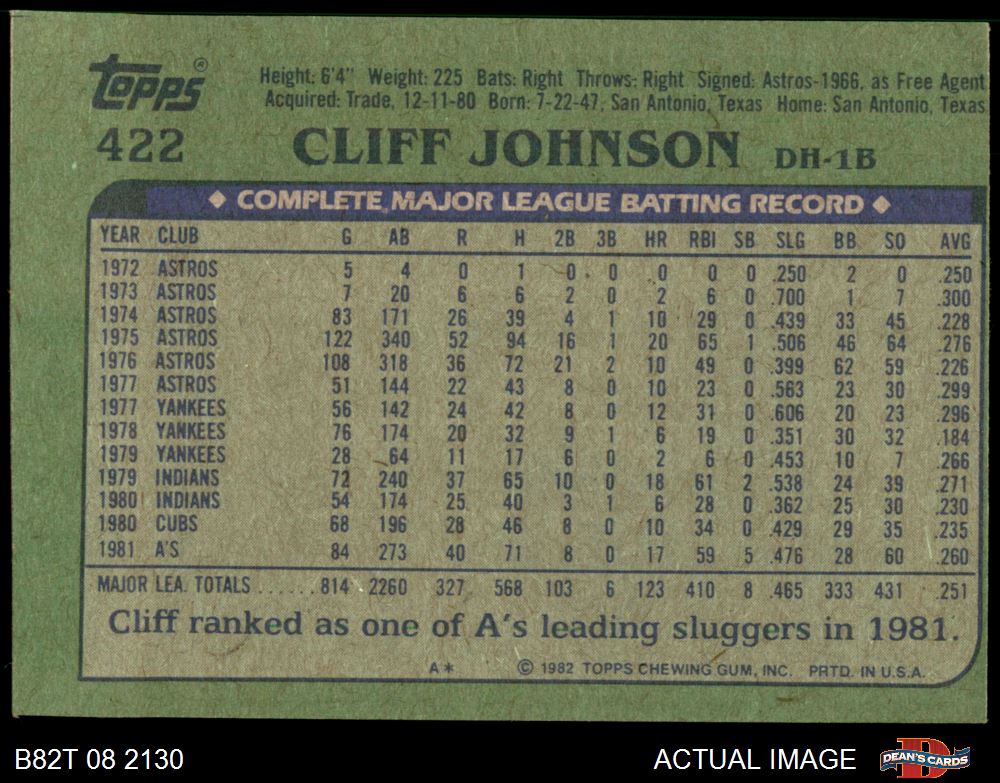 Topps®
Height: 6'4" Weight: 225 Bats: Right Throws: Right Signed: Astros-1966, as Free Agent
Acquired: Trade, 12-11-80 Born: 7-22-47, San Antonio, Texas Home: San Antonio, Texas
422 CLIFF JOHNSON DH-1B
◆ COMPLETE MAJOR LEAGUE BATTING RECORD ◆
YEAR CLUB G AB R H 2B 3B HR RBI SB SLG BB SO AVG
1972 ASTROS 5 4 0 1 0 0 0 0 0 .250 2 0 .250
1973 ASTROS 7 20 6 6 2 0 2 6 0 .700 1 7 .300
1974 ASTROS 83 171 26 39 4 1 10 29 0 .439 33 45 .228
1975 ASTROS 122 340 52 94 16 1 20 65 1 .506 46 64 .276
1976 ASTROS 108 318 36 72 21 2 10 49 0 .399 62 59 .226
1977 ASTROS 51 144 22 43 8 0 10 23 0 .563 23 30 .299
1977 YANKEES 56 142 24 42 8 0 12 31 0 .606 20 23 .296
1978 YANKEES 76 174 20 32 9 1 6 19 0 .351 30 32 .184
1979 YANKEES 28 64 11 17 6 0 2 6 0 .453 10 7 .266
1979 INDIANS 72 240 37 65 10 0 18 61 2 .538 24 39 .271
1980 INDIANS 54 174 25 40 3 1 6 28 0 .362 25 30 .230
1980 CUBS 68 196 28 46 8 0 10 34 0 .429 29 35 .235
1981 A'S 84 273 40 71 8 0 17 59 5 .476 28 60 .260
MAJOR LEA. TOTALS ...... 814 2260 327 568 103 6 123 410 8 .465 333 431 .251
Cliff ranked as one of A's leading sluggers in 1981.
A* © 1982 TOPPS CHEWING GUM, INC. PRTD. IN U.S.A.
B82T 08 2130 ACTUAL IMAGE DEAN'S CARDS